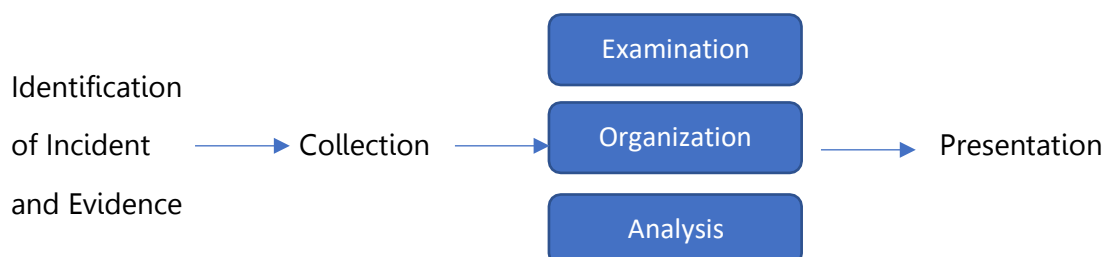 Identification
of Incident
and Evidence
Collection
Examination
Organization
Analysis
Presentation